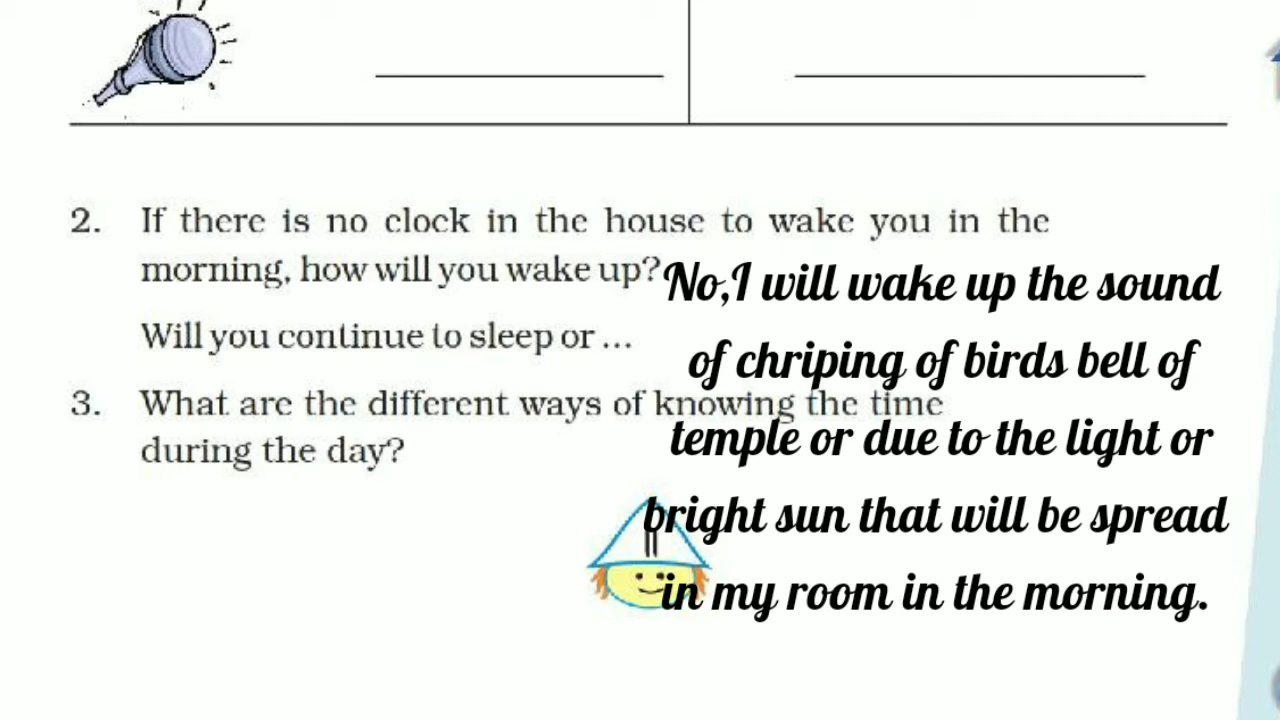 2. If there is no clock in the house to wake you in the
morning, how will you wake up?
Will you continue to sleep or ...
3. What are the different ways of knowing the time
during the day?
No,I will wake up the sound
of chriping of birds bell of
temple or due to the light or
bright sun that will be spread
in my room in the morning.